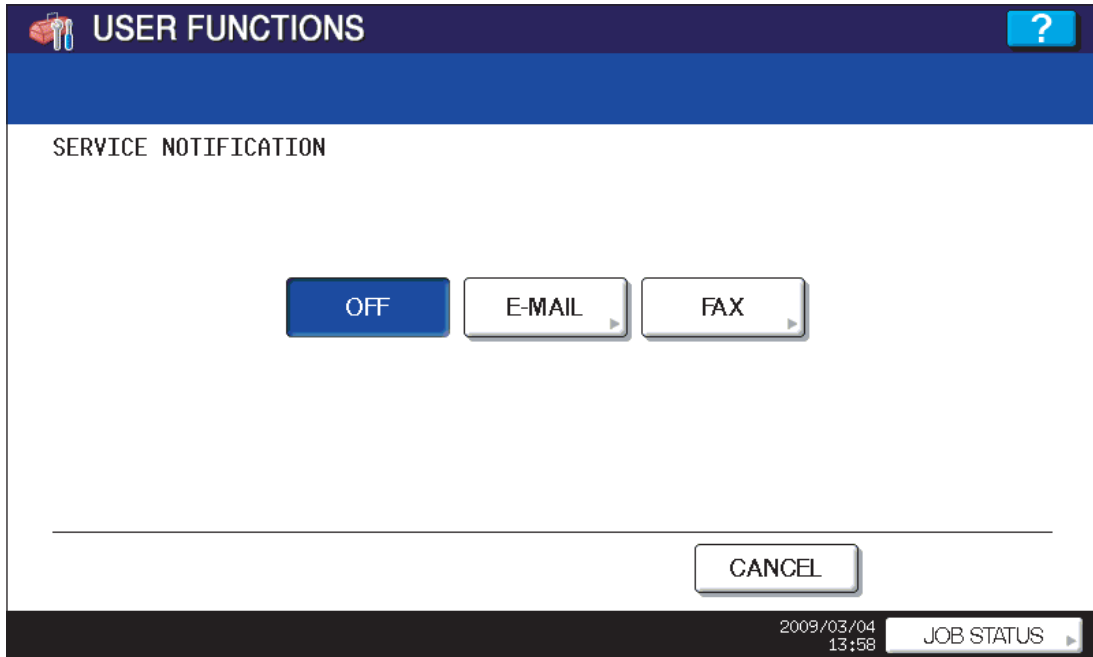 USER FUNCTIONS
?
SERVICE NOTIFICATION
OFF
E-MAIL
FAX
CANCEL
2009/03/04
13:58
JOB STATUS